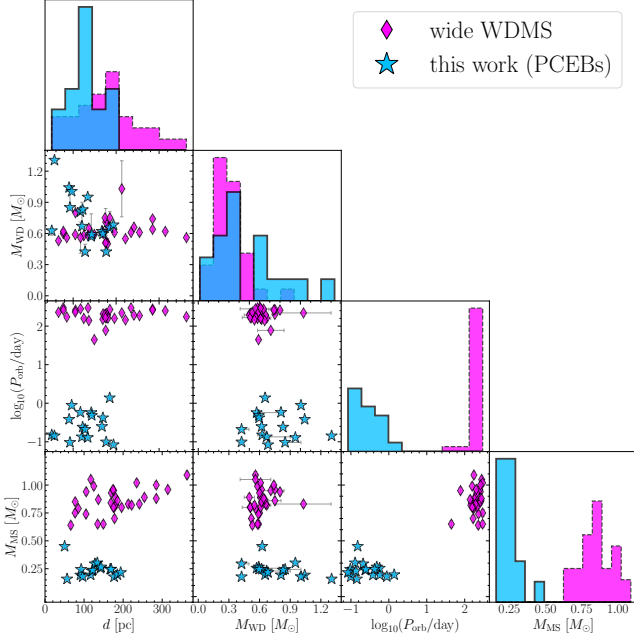 wide WDMS
this work (PCEBs)
1.2
0.9
0.6
0.3
0.0
M_WD [M_⊙]
2
1
0
−1
log₁₀(P_orb/day)
1.00
0.75
0.50
0.25
M_MS [M_⊙]
0 100 200 300
d [pc]
0.0 0.3 0.6 0.9 1.2
M_WD [M_⊙]
−1 0 1 2
log₁₀(P_orb/day)
0.25 0.50 0.75 1.00
M_MS [M_⊙]